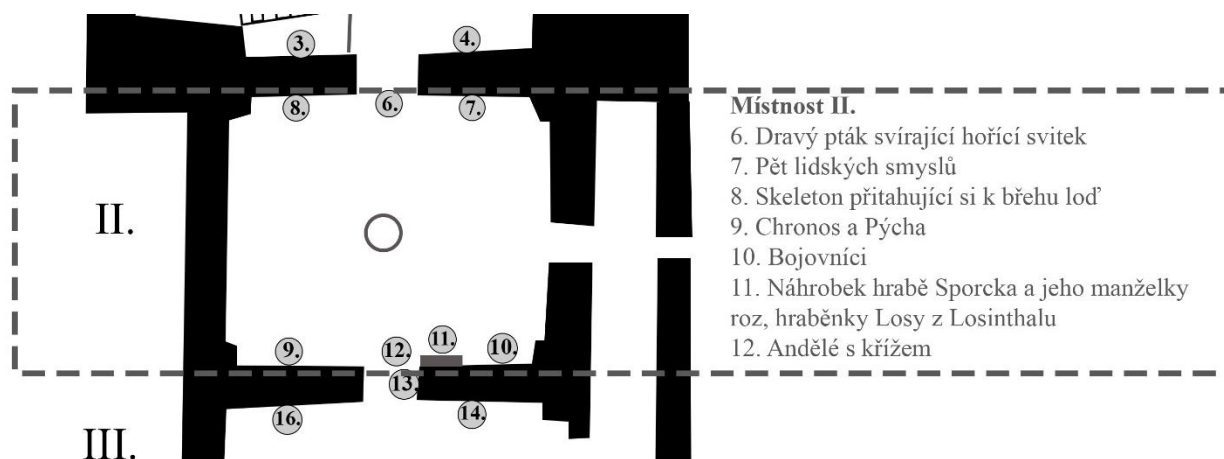 3.
4.
8.
6.
7.
II.
9.
12.
11.
10.
13.
16.
14.
III.
Místnost II.
6. Dravý pták svírající hořící svitek
7. Pět lidských smyslů
8. Skeleton přitahující si k břehu loď
9. Chronos a Pýcha
10. Bojovníci
11. Náhrobek hrabě Sporcka a jeho manželky
roz, hraběnky Losy z Losinthalu
12. Andělé s křížem